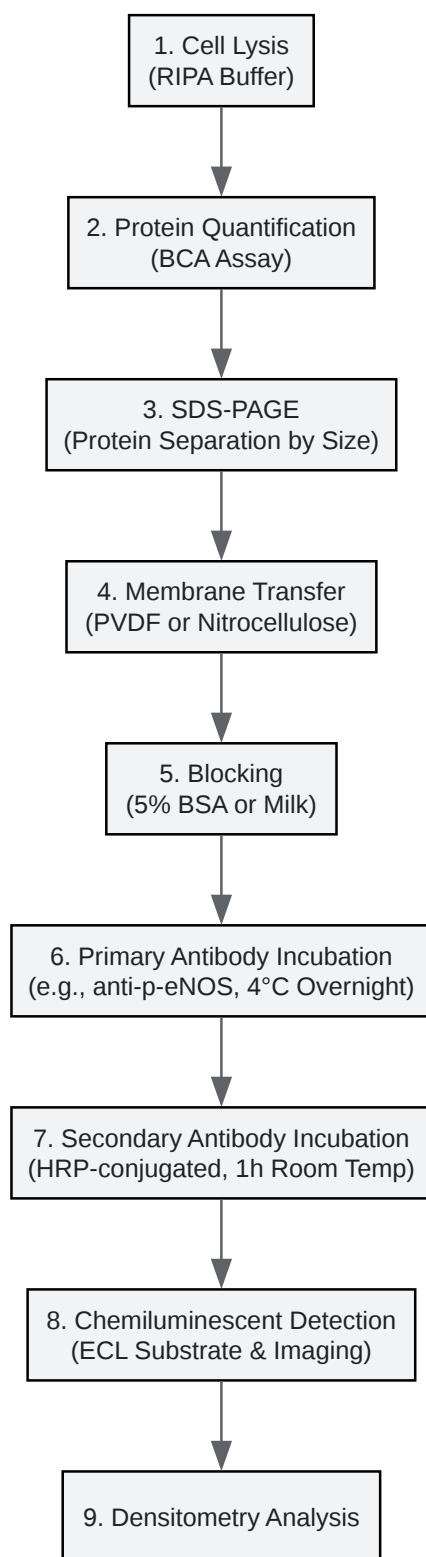 1. Cell Lysis
(RIPA Buffer)
2. Protein Quantification
(BCA Assay)
3. SDS-PAGE
(Protein Separation by Size)
4. Membrane Transfer
(PVDF or Nitrocellulose)
5. Blocking
(5% BSA or Milk)
6. Primary Antibody Incubation
(e.g., anti-p-eNOS, 4°C Overnight)
7. Secondary Antibody Incubation
(HRP-conjugated, 1h Room Temp)
8. Chemiluminescent Detection
(ECL Substrate & Imaging)
9. Densitometry Analysis